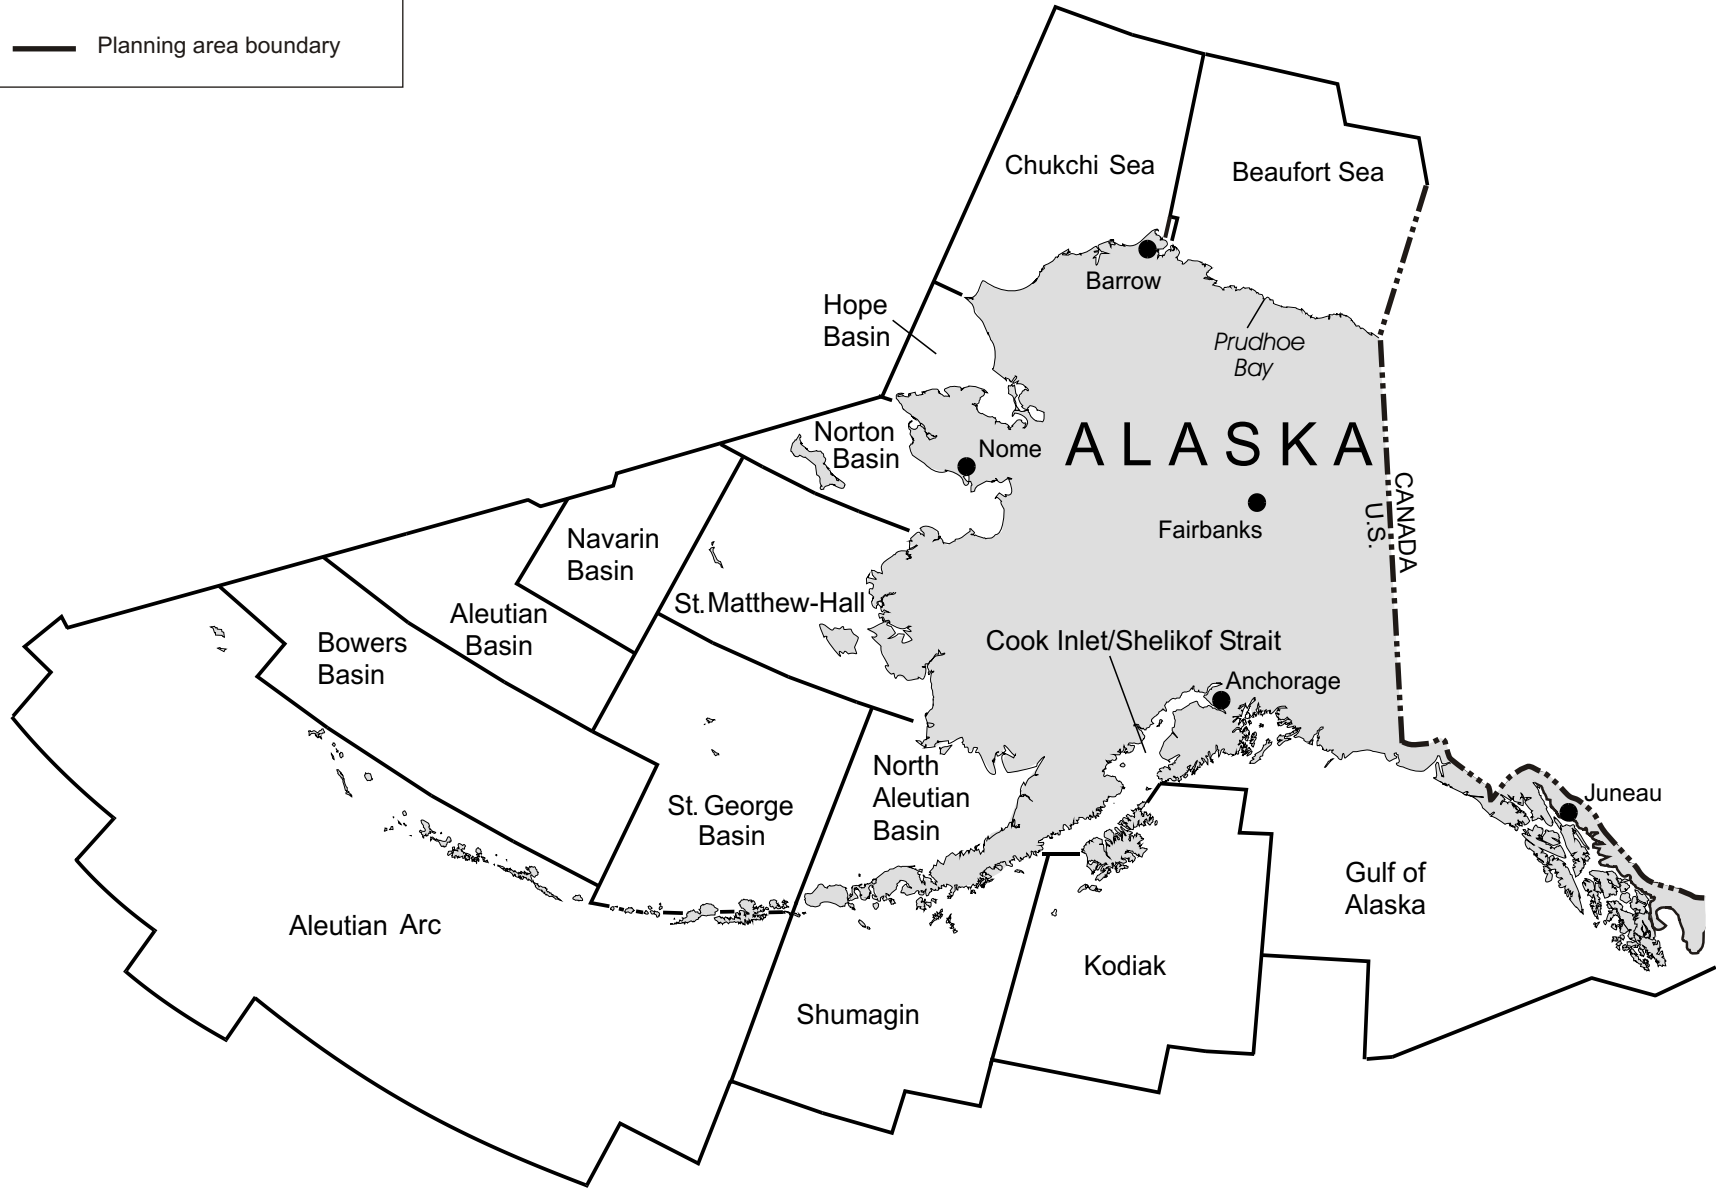 Planning area boundary
Chukchi Sea
Beaufort Sea
Barrow
Hope
Basin
Prudhoe
Bay
Norton
Basin
Nome
ALASKA
CANADA
U.S.
Fairbanks
Navarin
Basin
St. Matthew-Hall
Aleutian
Basin
Bowers
Basin
Cook Inlet/Shelikof Strait
Anchorage
North
Aleutian
Basin
St. George
Basin
Juneau
Gulf of
Alaska
Aleutian Arc
Kodiak
Shumagin